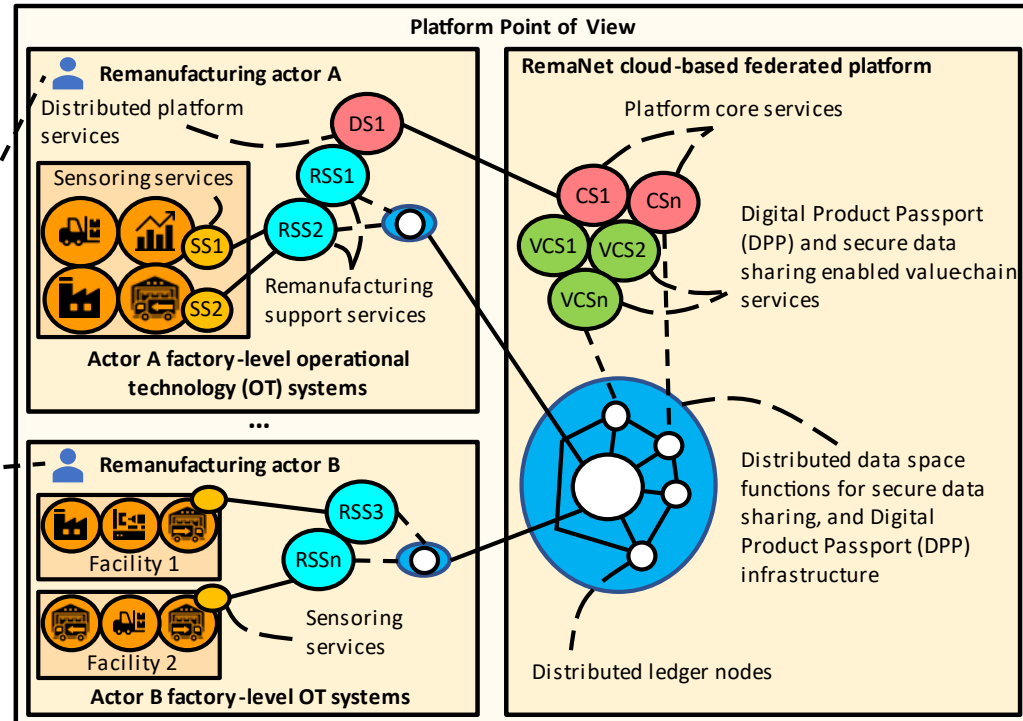 Platform Point of View
Remanufacturing actor A
Distributed platform
services
DS1
RSS1
Sensoring services
SS1
RSS2
SS2
Remanufacturing
support services
Actor A factory-level operational
technology (OT) systems
...
Remanufacturing actor B
RSS3
Facility 1
RSSn
Sensoring
services
Facility 2
Actor B factory-level OT systems
RemaNet cloud-based federated platform
Platform core services
CS1
CSn
VCS1
VCS2
VCSn
Digital Product Passport
(DPP) and secure data
sharing enabled value-chain
services
Distributed data space
functions for secure data
sharing, and Digital
Product Passport (DPP)
infrastructure
Distributed ledger nodes